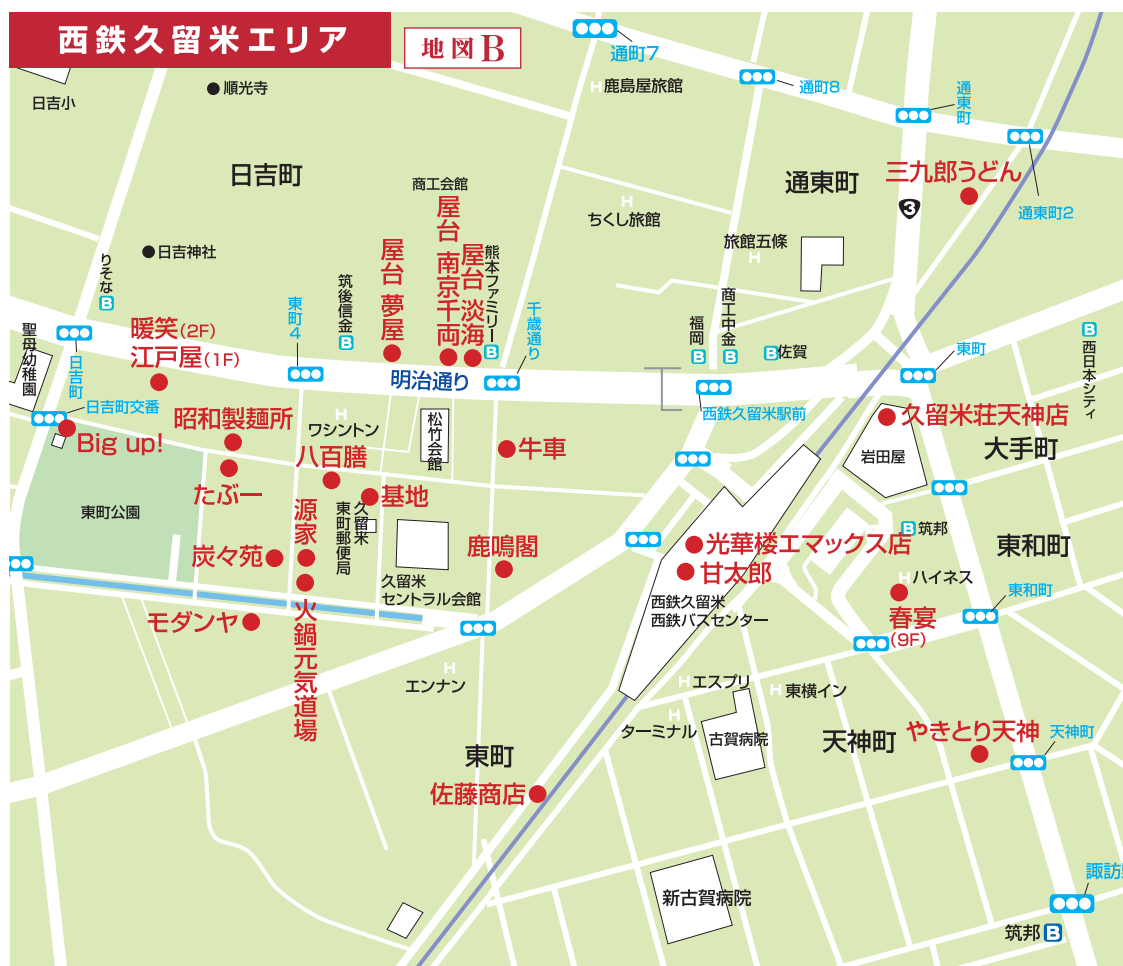 西鉄久留米エリア
地図B
通町7
通町8
通東町
通東町2
鹿島屋旅館
順光寺
日吉小
日吉町
商工会館
通東町
三九郎うどん
3
ちくし旅館
旅館五條
日吉神社
りそな
B
屋台 夢屋
屋台 南京千両
屋台 淡海
熊本ファミリー
B
筑後信金
B
東町4
千歳通り
福岡
B
商工中金
B
B佐賀
B
西日本シティ
聖母幼稚園
暖笑(2F)
江戸屋(1F)
明治通り
日吉町
日吉町交番
東町
西鉄久留米駅前
Big up!
昭和製麺所
H
ワシントン
八百膳
松竹会館
牛車
久留米荘天神店
岩田屋
大手町
たぶー
基地
東町公園
源家
久留米
東町郵便局
鹿鳴閣
光華楼エマックス店
B筑邦
東和町
炭々苑
甘太郎
Hハイネス
久留米
セントラル会館
西鉄久留米
西鉄バスセンター
東和町
春宴
(9F)
モダンヤ
火鍋元気道場
H
エンナン
Hエスプリ
H東横イン
H
ターミナル
古賀病院
天神町
やきとり天神
天神町
東町
佐藤商店
新古賀病院
諏訪
筑邦B